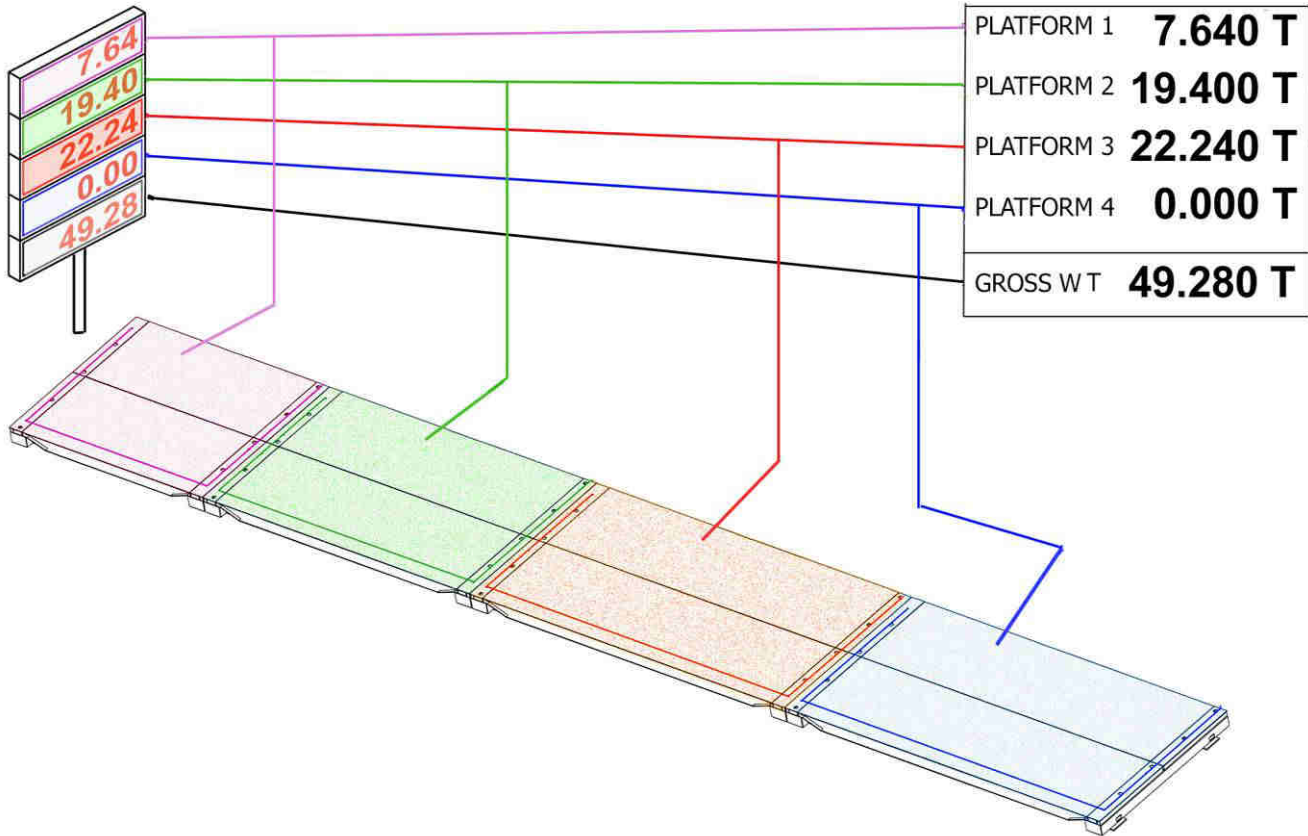 7.64
19.40
22.24
0.00
49.28
PLATFORM 1 7.640 T
PLATFORM 2 19.400 T
PLATFORM 3 22.240 T
PLATFORM 4 0.000 T
GROSS W T 49.280 T